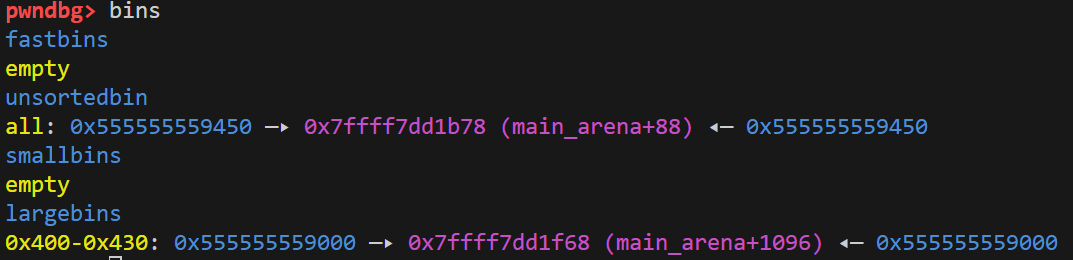 pwndbg> bins
fastbins
empty
unsortedbin
all: 0x555555559450 —▸ 0x7ffff7dd1b78 (main_arena+88) ◂— 0x555555559450
smallbins
empty
largebins
0x400-0x430: 0x555555559000 —▸ 0x7ffff7dd1f68 (main_arena+1096) ◂— 0x555555559000